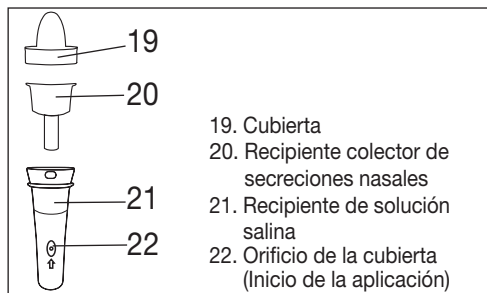 19
20
21
22
19. Cubierta
20. Recipiente colector de
secreciones nasales
21. Recipiente de solución
salina
22. Orificio de la cubierta
(Inicio de la aplicación)